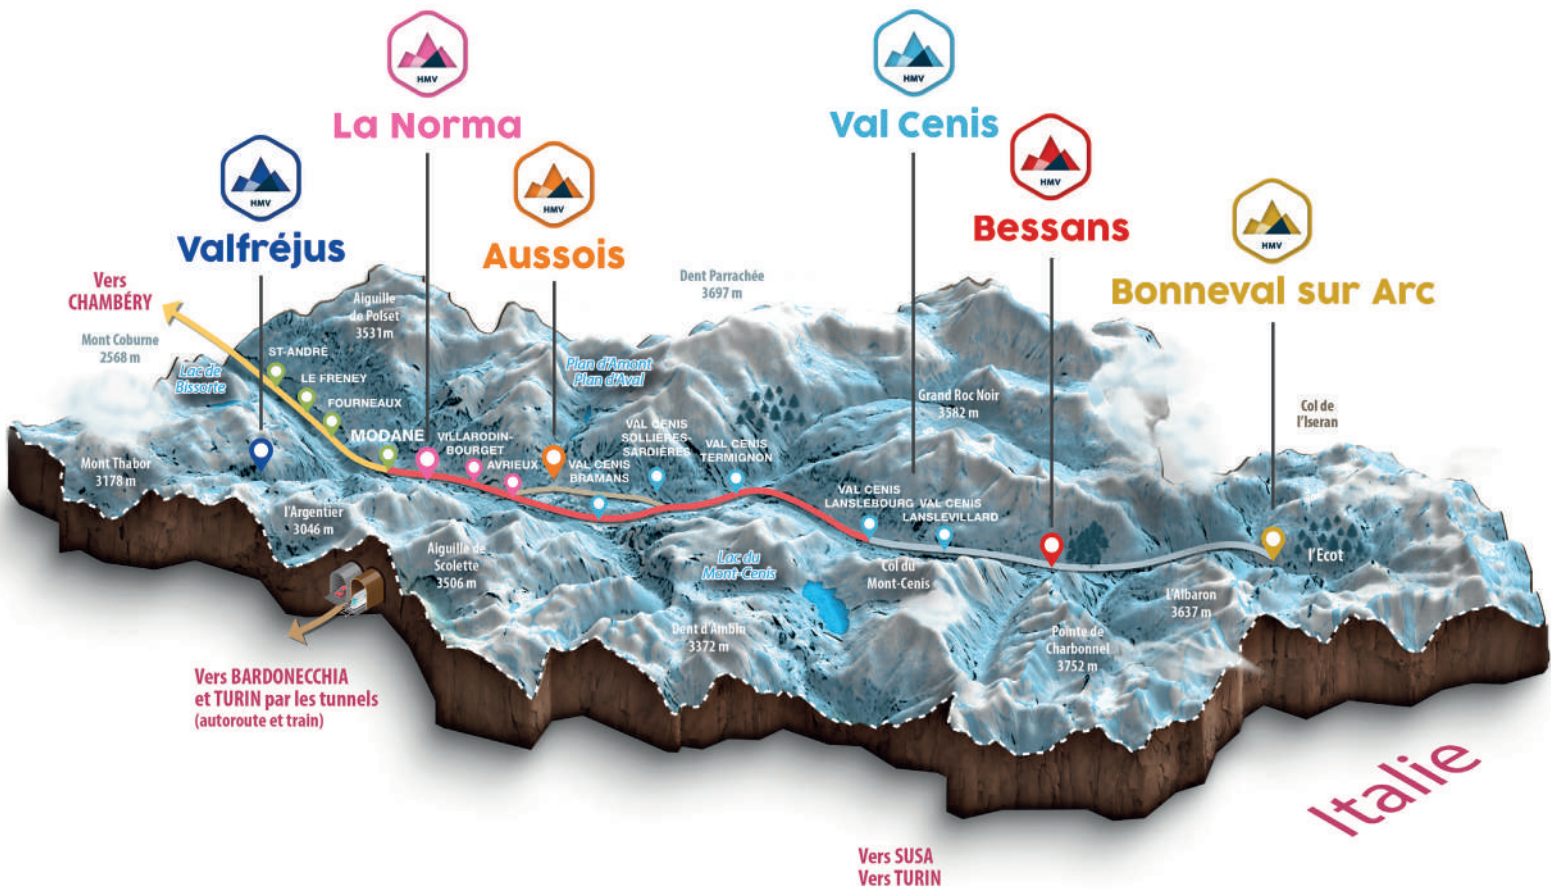 HMV
La Norma
HMV
Val Cenis
HMV
Valfréjus
HMV
Aussois
HMV
Bessans
HMV
Bonneval sur Arc
Vers
CHAMBÉRY
Mont Coburne
2568 m
Lac de
Bissorte
Aiguille
de Polset
3531m
Dent Parrachée
3697 m
Plan d'Amont
Plan d'Aval
Grand Roc Noir
3582 m
Col de
l'Iseran
ST-ANDRÉ
LE FRENEY
FOURNEAUX
MODANE
VILLARODIN-
BOURGET
AVRIEUX
VAL CENIS
BRAMANS
VAL CENIS
SOLLIÈRES-
SARDIÈRES
VAL CENIS
TERMIGNON
VAL CENIS
LANSLEBOURG
VAL CENIS
LANSLEVILLARD
Mont Thabor
3178 m
l'Argentier
3046 m
Aiguille de
Scolette
3506 m
Lac du
Mont-Cenis
Col du
Mont-Cenis
Dent d'Ambin
3372 m
Pointe de
Charbonnel
3752 m
L'Albaron
3637 m
l'Ecot
Vers BARDONECCHIA
et TURIN par les tunnels
(autoroute et train)
Vers SUSA
Vers TURIN
Italie